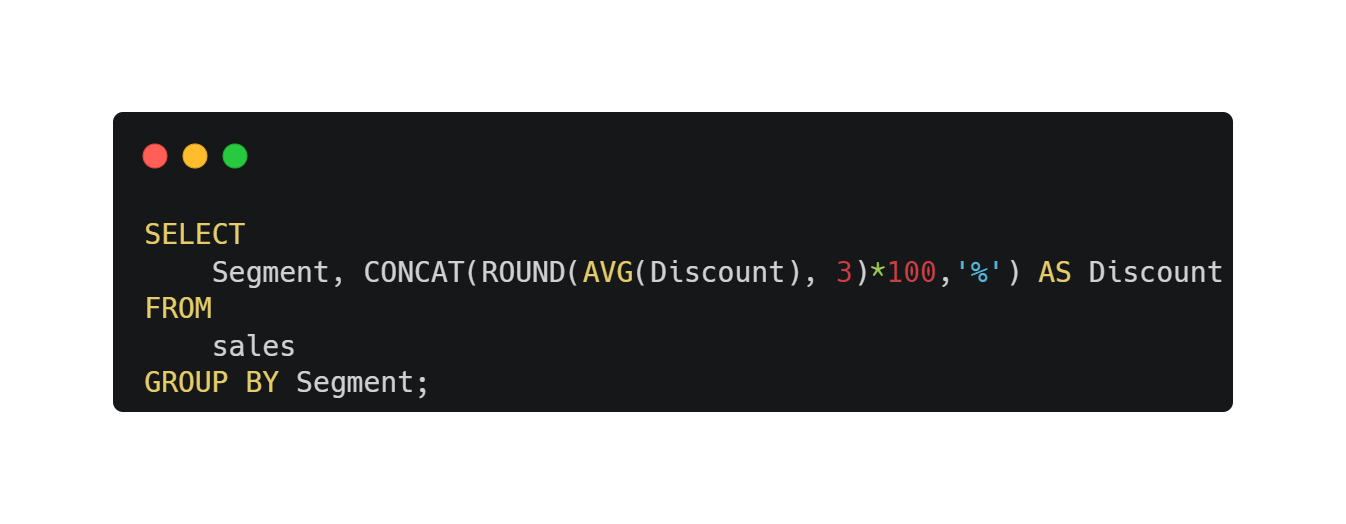 SELECT
    Segment, CONCAT(ROUND(AVG(Discount), 3)*100,'%') AS Discount
FROM
    sales
GROUP BY Segment;